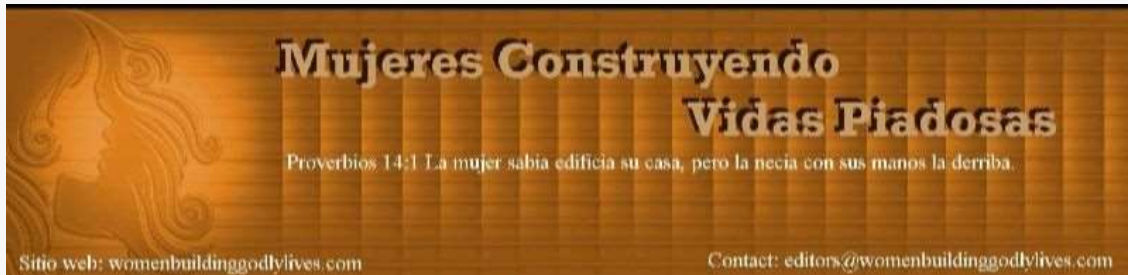 Mujeres Construyendo
Vidas Piadosas
Proverbios 14:1 La mujer sabia edificia su casa, pero la necia con sus manos la derriba.
Sitio web: womenbuildinggodlylives.com
Contact: editors@womenbuildinggodlylives.com